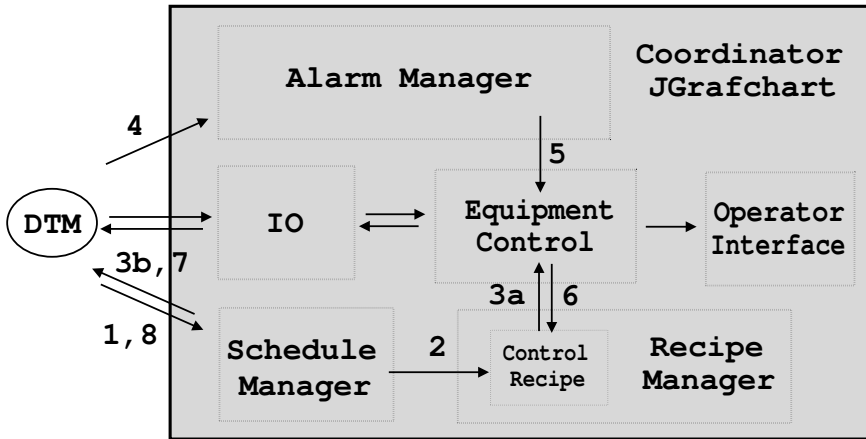 Coordinator
JGrafchart
Alarm Manager
4
5
DTM
IO
Equipment
Control
Operator
Interface
3b,7
3a
6
1,8
Schedule
Manager
2
Control
Recipe
Recipe
Manager